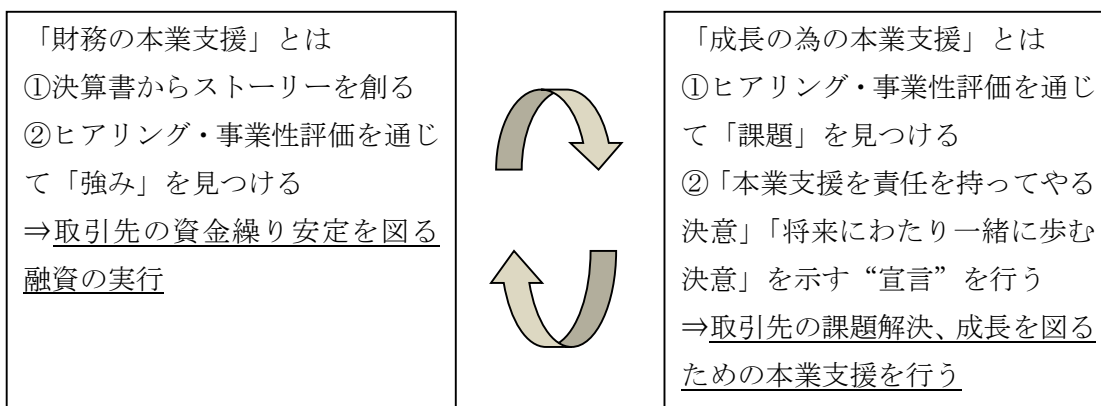 「財務の本業支援」とは
①決算書からストーリーを創る
②ヒアリング・事業性評価を通じ
て「強み」を見つける
⇒取引先の資金繰り安定を図る
融資の実行
「成長の為の本業支援」とは
①ヒアリング・事業性評価を通じ
て「課題」を見つける
②「本業支援を責任を持ってやる
決意」「将来にわたり一緒に歩む
決意」を示す“宣言”を行う
⇒取引先の課題解決、成長を図る
ための本業支援を行う